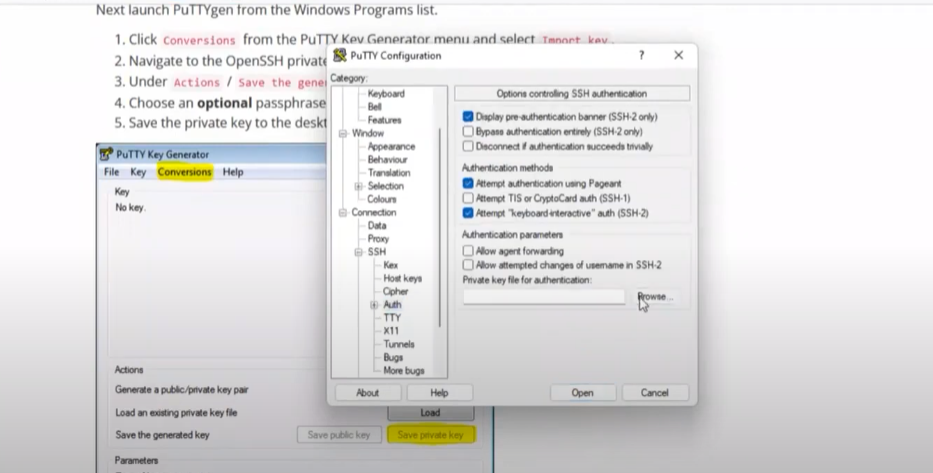 Next launch PuTTYgen from the Windows Programs list.
1. Click Conversions from the PuTTY Key Generator menu and select Import key.
2. Navigate to the OpenSSH private
3. Under Actions / Save the gene
4. Choose an optional passphrase
5. Save the private key to the deskt
PuTTY Key Generator
File Key Conversions Help
Key
No key.
Actions
Generate a public/private key pair
Load an existing private key file
Load
Save the generated key
Save public key
Save private key
Parameters
PuTTY Configuration
? ×
Category:
Keyboard
Bell
Features
Window
Appearance
Behaviour
Translation
Selection
Colours
Connection
Data
Proxy
SSH
Kex
Host keys
Cipher
Auth
TTY
X11
Tunnels
Bugs
More bugs
Options controlling SSH authentication
Display pre-authentication banner (SSH-2 only)
Bypass authentication entirely (SSH-2 only)
Disconnect if authentication succeeds trivially
Authentication methods
Attempt authentication using Pageant
Attempt TIS or CryptoCard auth (SSH-1)
Attempt "keyboard-interactive" auth (SSH-2)
Authentication parameters
Allow agent forwarding
Allow attempted changes of username in SSH-2
Private key file for authentication:
Browse...
About
Help
Open
Cancel